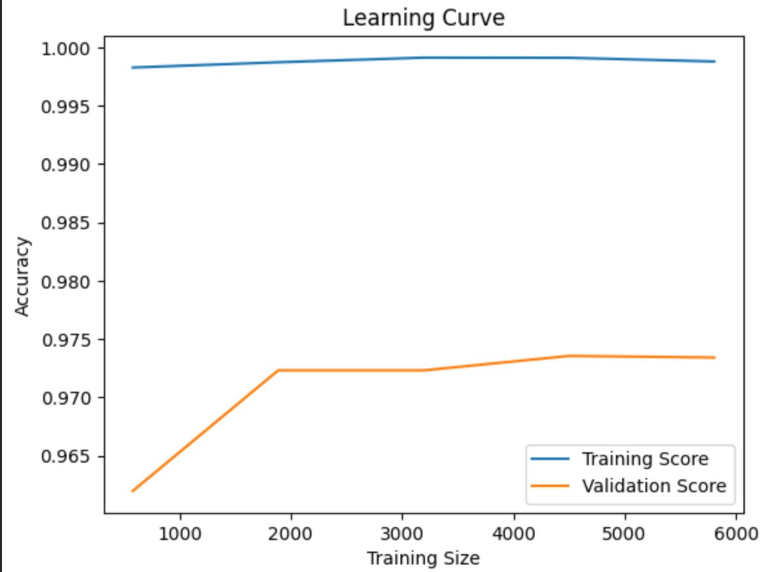 Learning Curve
1.000
0.995
0.990
0.985
0.980
0.975
0.970
0.965
Accuracy
Training Score
Validation Score
1000 2000 3000 4000 5000 6000
Training Size